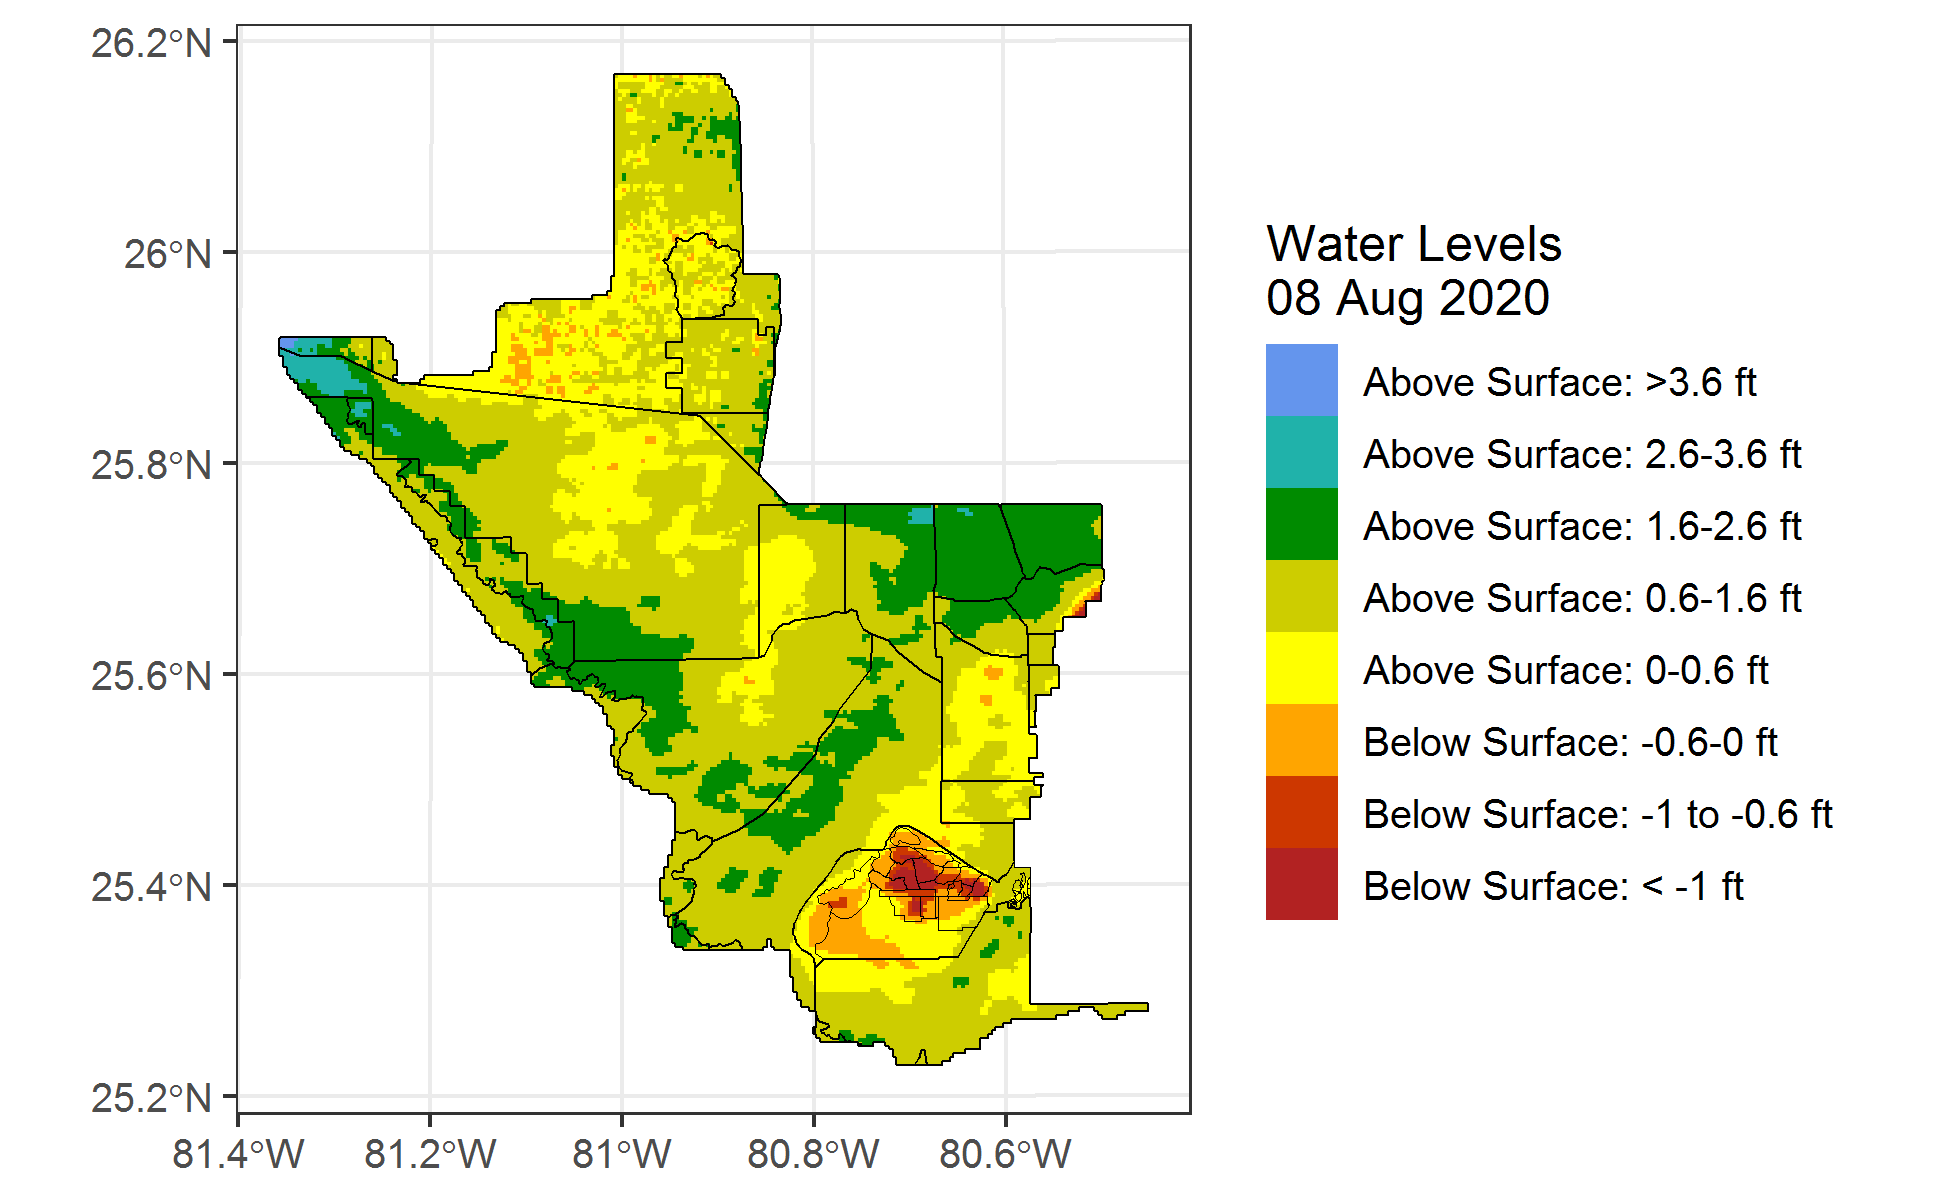 26.2°N
26°N
25.8°N
25.6°N
25.4°N
25.2°N
81.4°W
81.2°W
81°W
80.8°W
80.6°W
Water Levels
08 Aug 2020
Above Surface: >3.6 ft
Above Surface: 2.6-3.6 ft
Above Surface: 1.6-2.6 ft
Above Surface: 0.6-1.6 ft
Above Surface: 0-0.6 ft
Below Surface: -0.6-0 ft
Below Surface: -1 to -0.6 ft
Below Surface: < -1 ft